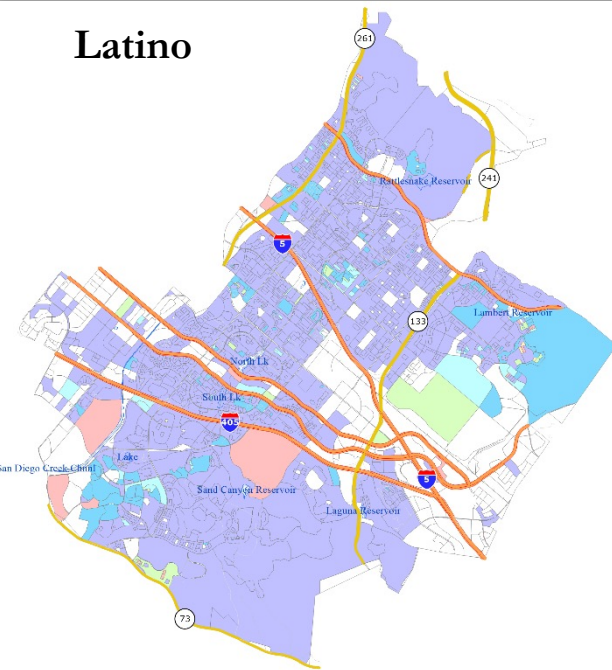 Latino
261
Rattlesnake Reservoir
241
5
Lambert Reservoir
133
North Lk
South Lk
405
Lake
San Diego Creek Chnnl
Sand Canyon Reservoir
5
Laguna Reservoir
73